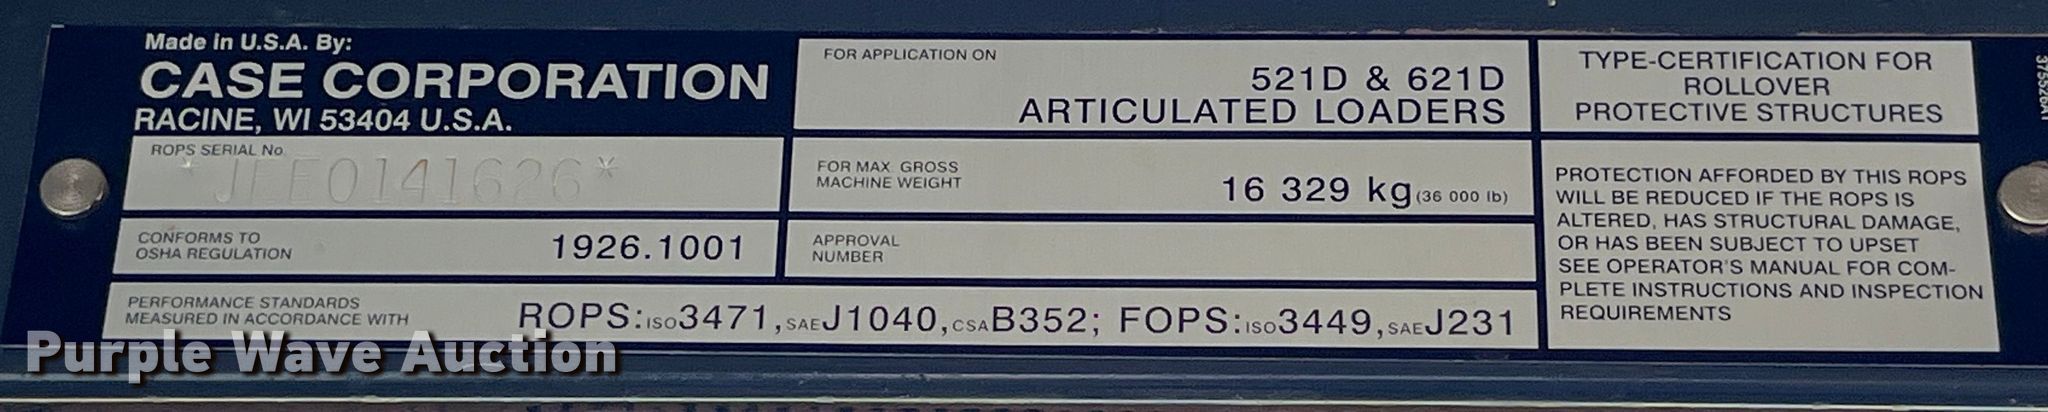 Made in U.S.A. By:
CASE CORPORATION
RACINE, WI 53404 U.S.A.
ROPS SERIAL No.
*JEE0141626*
CONFORMS TO
OSHA REGULATION
1926.1001
FOR APPLICATION ON
521D & 621D
ARTICULATED LOADERS
FOR MAX. GROSS
MACHINE WEIGHT
16 329 kg (36 000 lb)
APPROVAL
NUMBER
PERFORMANCE STANDARDS
MEASURED IN ACCORDANCE WITH
ROPS: ISO 3471, SAE J1040, CSA B352; FOPS: ISO 3449, SAE J231
TYPE-CERTIFICATION FOR
ROLLOVER
PROTECTIVE STRUCTURES
PROTECTION AFFORDED BY THIS ROPS
WILL BE REDUCED IF THE ROPS IS
ALTERED, HAS STRUCTURAL DAMAGE,
OR HAS BEEN SUBJECT TO UPSET
SEE OPERATOR'S MANUAL FOR COM-
PLETE INSTRUCTIONS AND INSPECTION
REQUIREMENTS
Purple Wave Auction